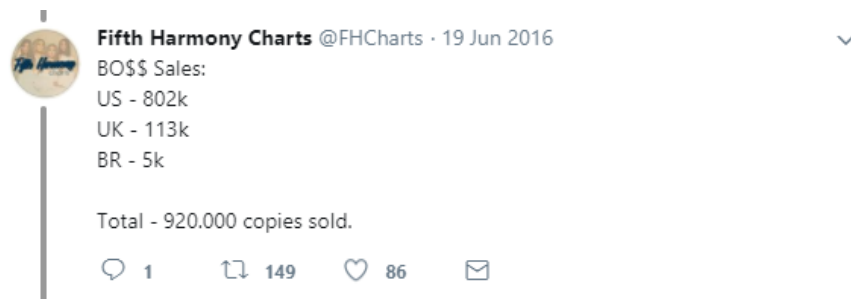 Fifth Harmony Charts @FHCharts · 19 Jun 2016
BO$$ Sales:
US - 802k
UK - 113k
BR - 5k
Total - 920.000 copies sold.
1 149 86